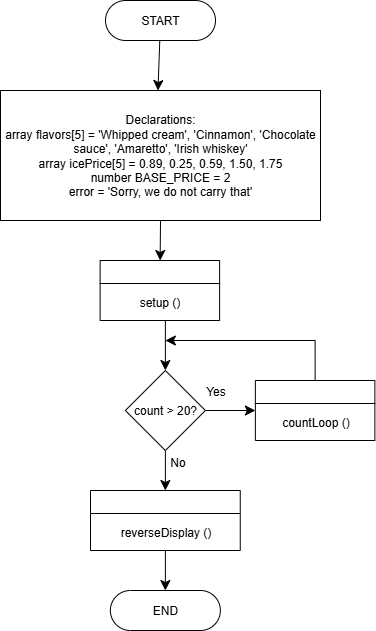 START
Declarations:
array flavors[5] = 'Whipped cream', 'Cinnamon', 'Chocolate
sauce', 'Amaretto', 'Irish whiskey'
array icePrice[5] = 0.89, 0.25, 0.59, 1.50, 1.75
number BASE_PRICE = 2
error = 'Sorry, we do not carry that'
setup ()
count > 20?
Yes
countLoop ()
No
reverseDisplay ()
END